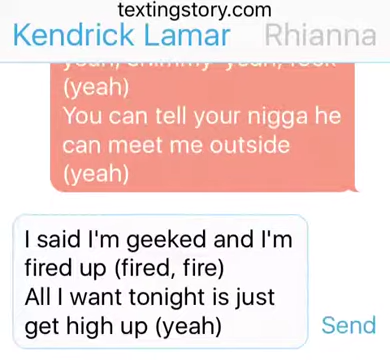 textingstory.com
Kendrick Lamar Rhianna
(yeah)
You can tell your nigga he
can meet me outside
(yeah)
I said I'm geeked and I'm
fired up (fired, fire)
All I want tonight is just
get high up (yeah)
Send